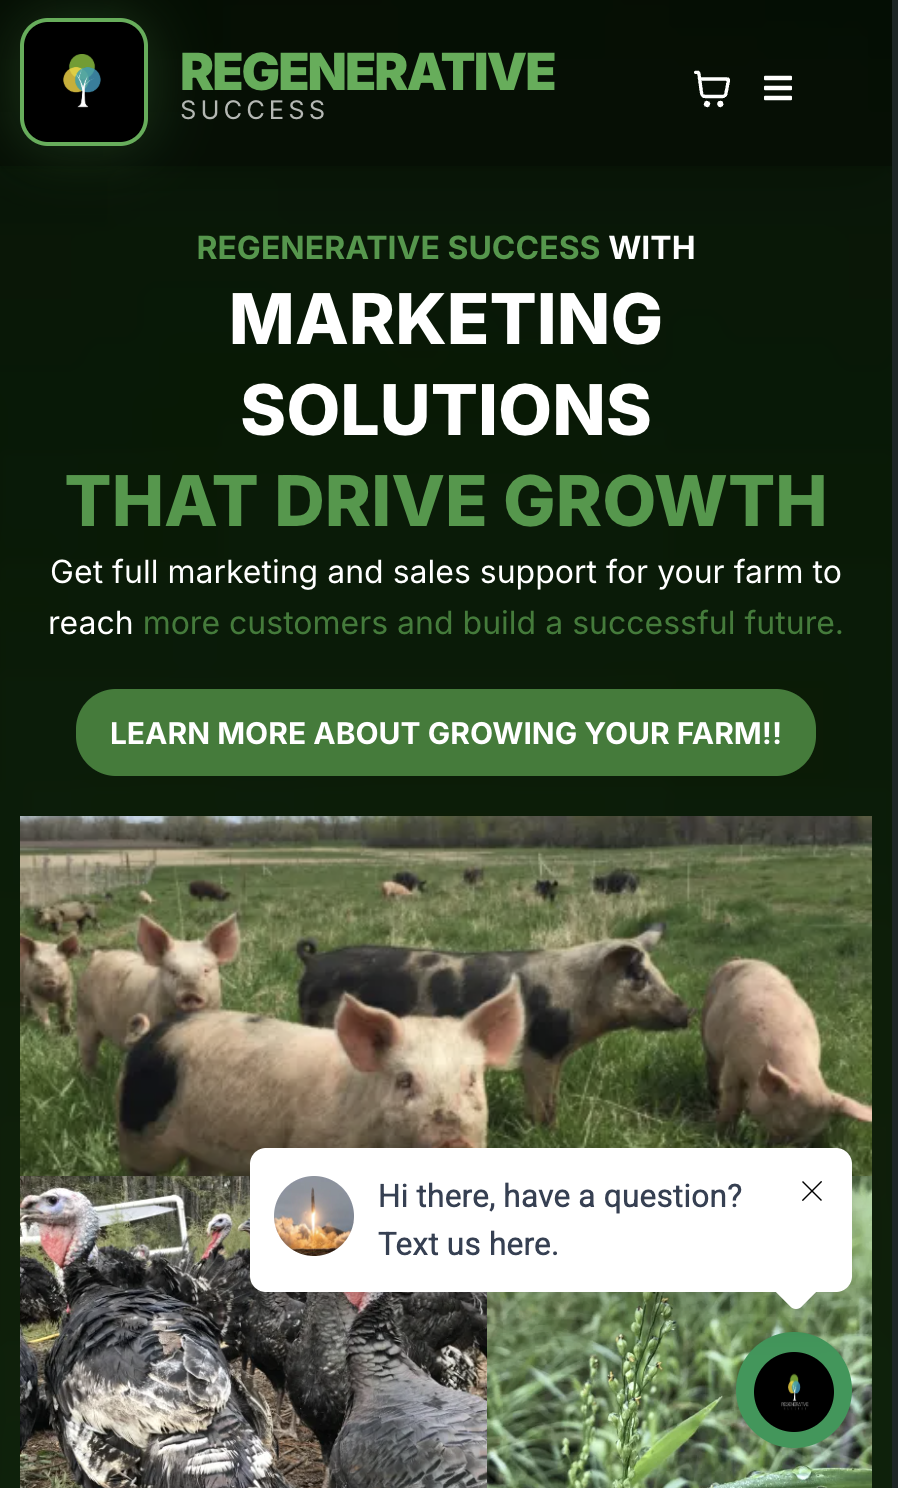 REGENERATIVE
SUCCESS
REGENERATIVE SUCCESS WITH
MARKETING
SOLUTIONS
THAT DRIVE GROWTH
Get full marketing and sales support for your farm to
reach more customers and build a successful future.
LEARN MORE ABOUT GROWING YOUR FARM!!
Hi there, have a question?
Text us here.